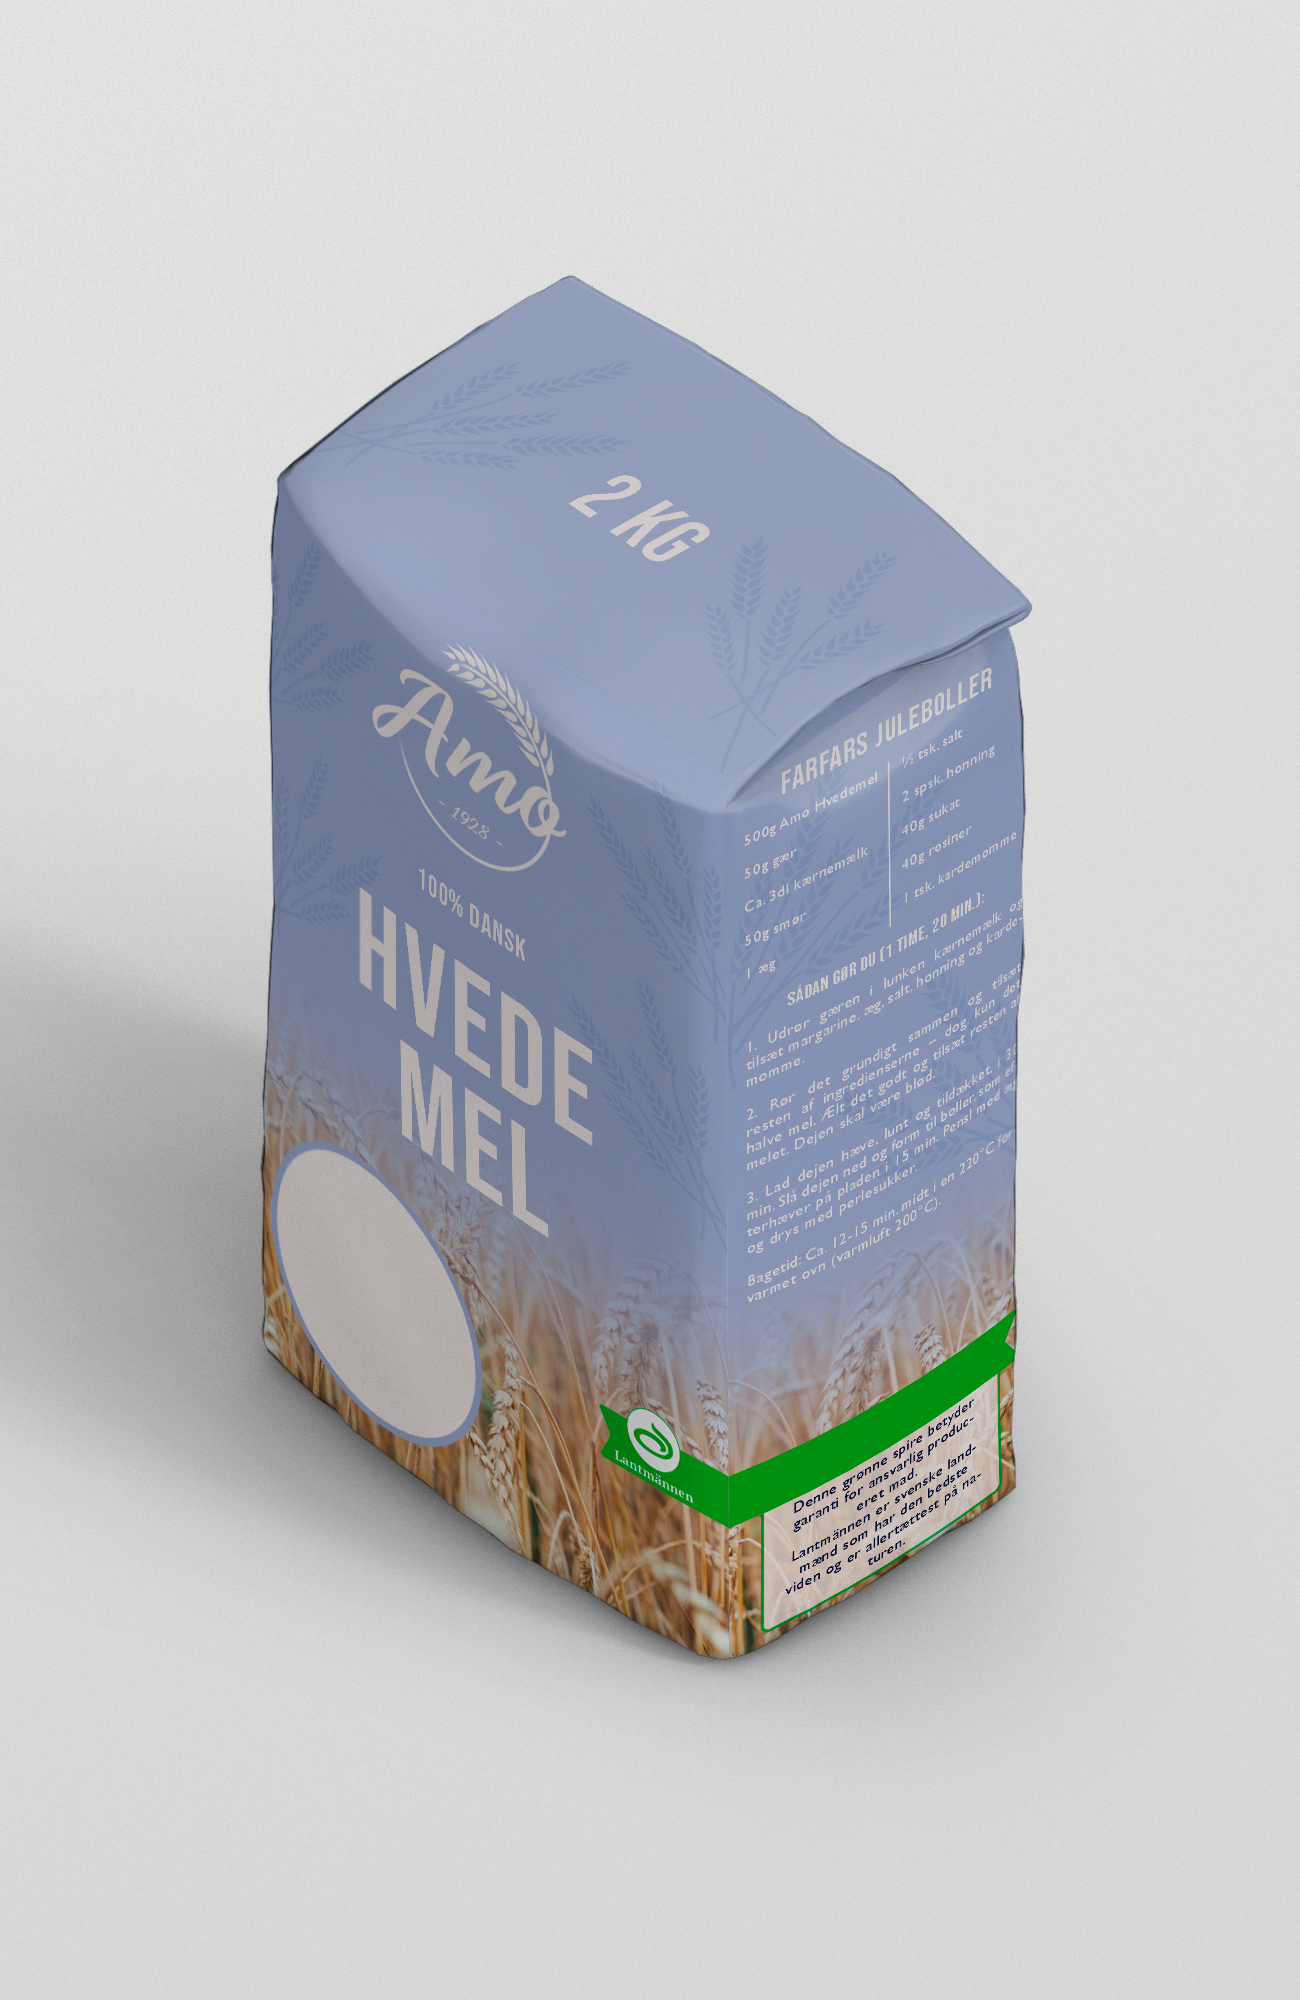 2 KG
Amo
- 1928 -
100% DANSK
HVEDE
MEL
Lantmännen
FARFARS JULEBOLLER
500g Amo Hvedemel
50g gær
Ca. 3dl kærnemælk
50g smør
1 æg
½ tsk. salt
2 spsk. honning
40g sukat
40g rosiner
1 tsk. kardemomme
SÅDAN GØR DU (1 TIME, 20 MIN.):
1. Udrør gæren i lunken kærnemælk og
tilsæt margarine, æg, salt, honning og karde-
momme.
2. Rør det grundigt sammen og tilsæt
resten af ingredienserne – dog kun det
halve mel. Ælt det godt og tilsæt resten af
melet. Dejen skal være blød.
3. Lad dejen hæve, lunt og tildækket, i 30
min. Slå dejen ned og form til boller, som ef-
terhæver på pladen i 15 min. Pensl med æg
og drys med perlesukker.
Bagetid: Ca. 12-15 min. midt i en 220°C for-
varmet ovn (varmluft 200°C).
Denne grønne spire betyder
garanti for ansvarlig produc-
eret mad.
Lantmännen er svenske land-
mænd som har den bedste
viden og er allertættest på na-
turen.